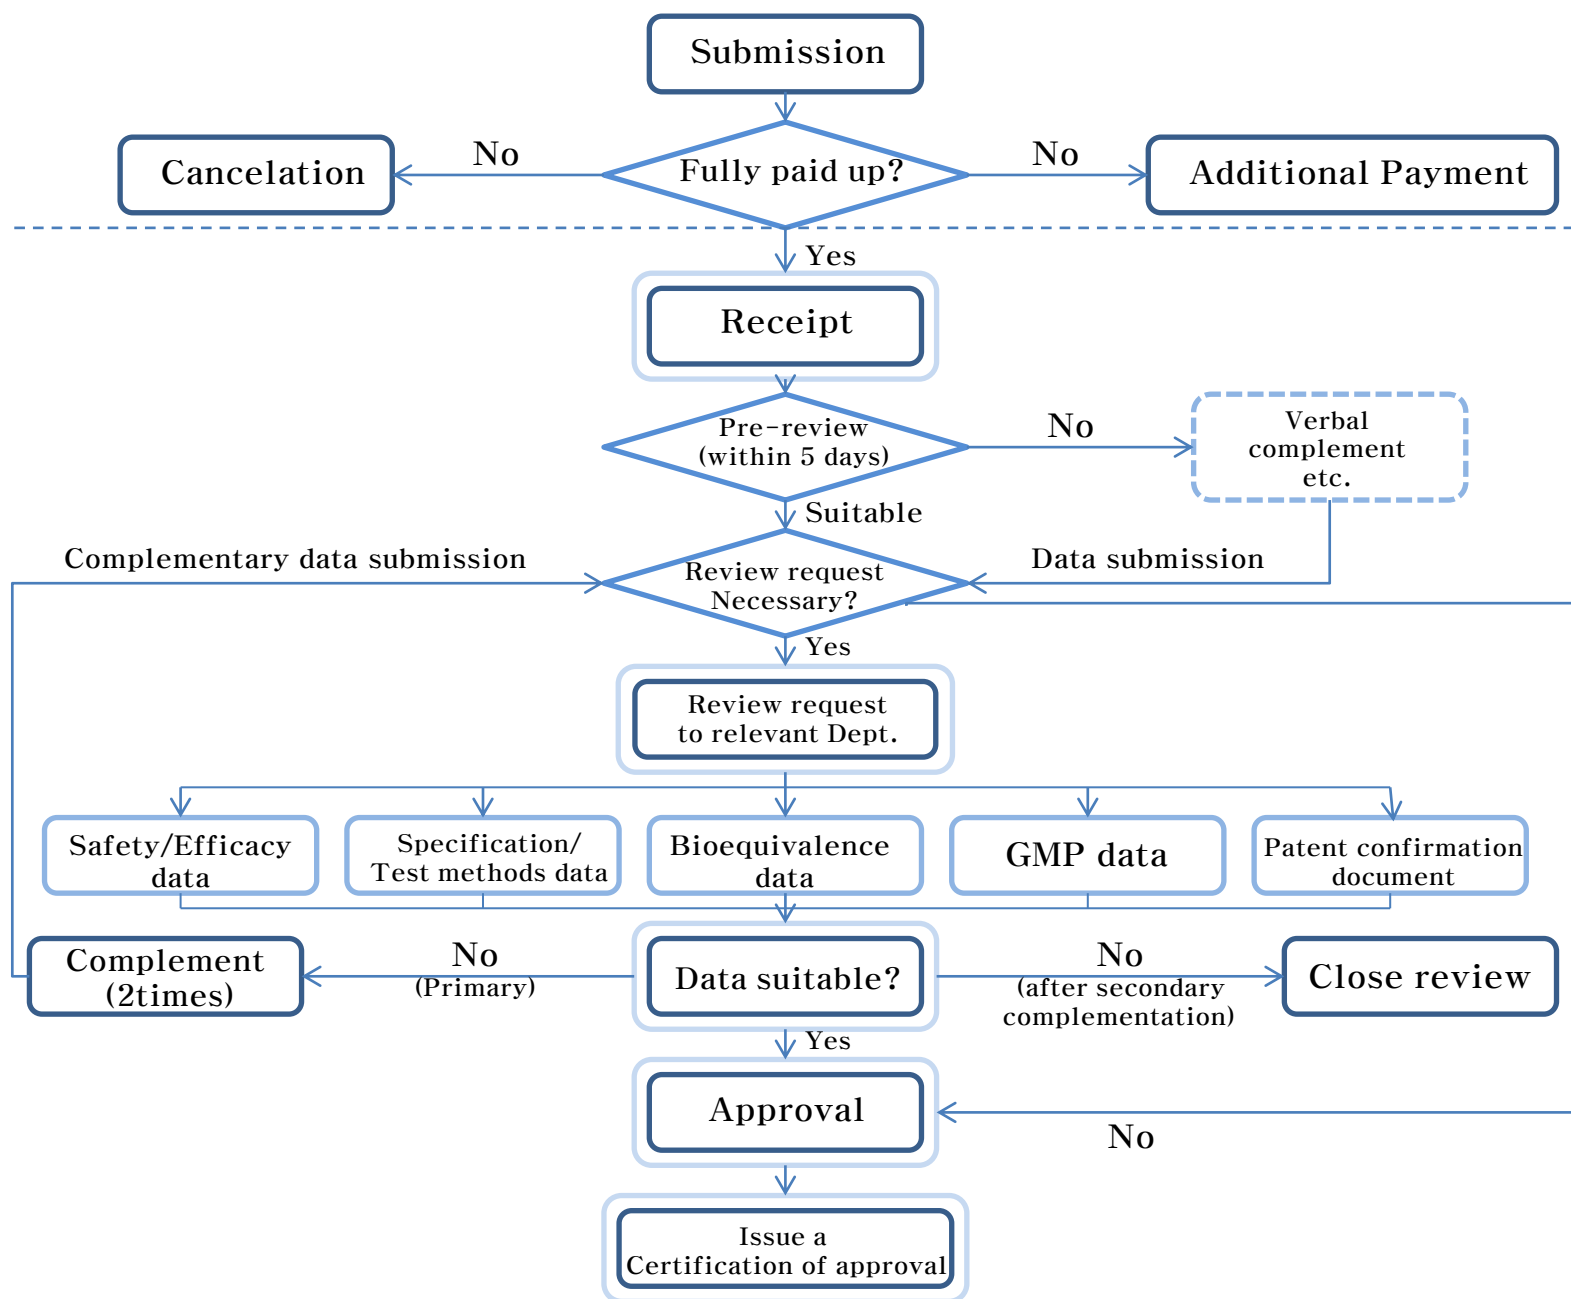 Submission
No
No
Cancelation
Fully paid up?
Additional Payment
Yes
Receipt
Pre-review
(within 5 days)
No
Verbal
complement
etc.
Suitable
Complementary data submission
Data submission
Review request
Necessary?
Yes
Review request
to relevant Dept.
Safety/Efficacy
data
Specification/
Test methods data
Bioequivalence
data
GMP data
Patent confirmation
document
Complement
(2times)
No
(Primary)
Data suitable?
No
(after secondary
complementation)
Close review
Yes
Approval
No
Issue a
Certification of approval